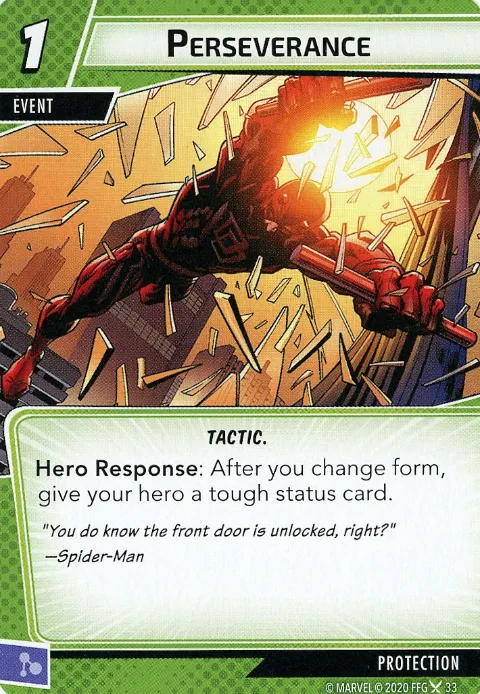 1
PERSEVERANCE
EVENT
TACTIC.
Hero Response: After you change form,
give your hero a tough status card.
"You do know the front door is unlocked, right?"
—Spider-Man
PROTECTION
© MARVEL © 2020 FFG 33